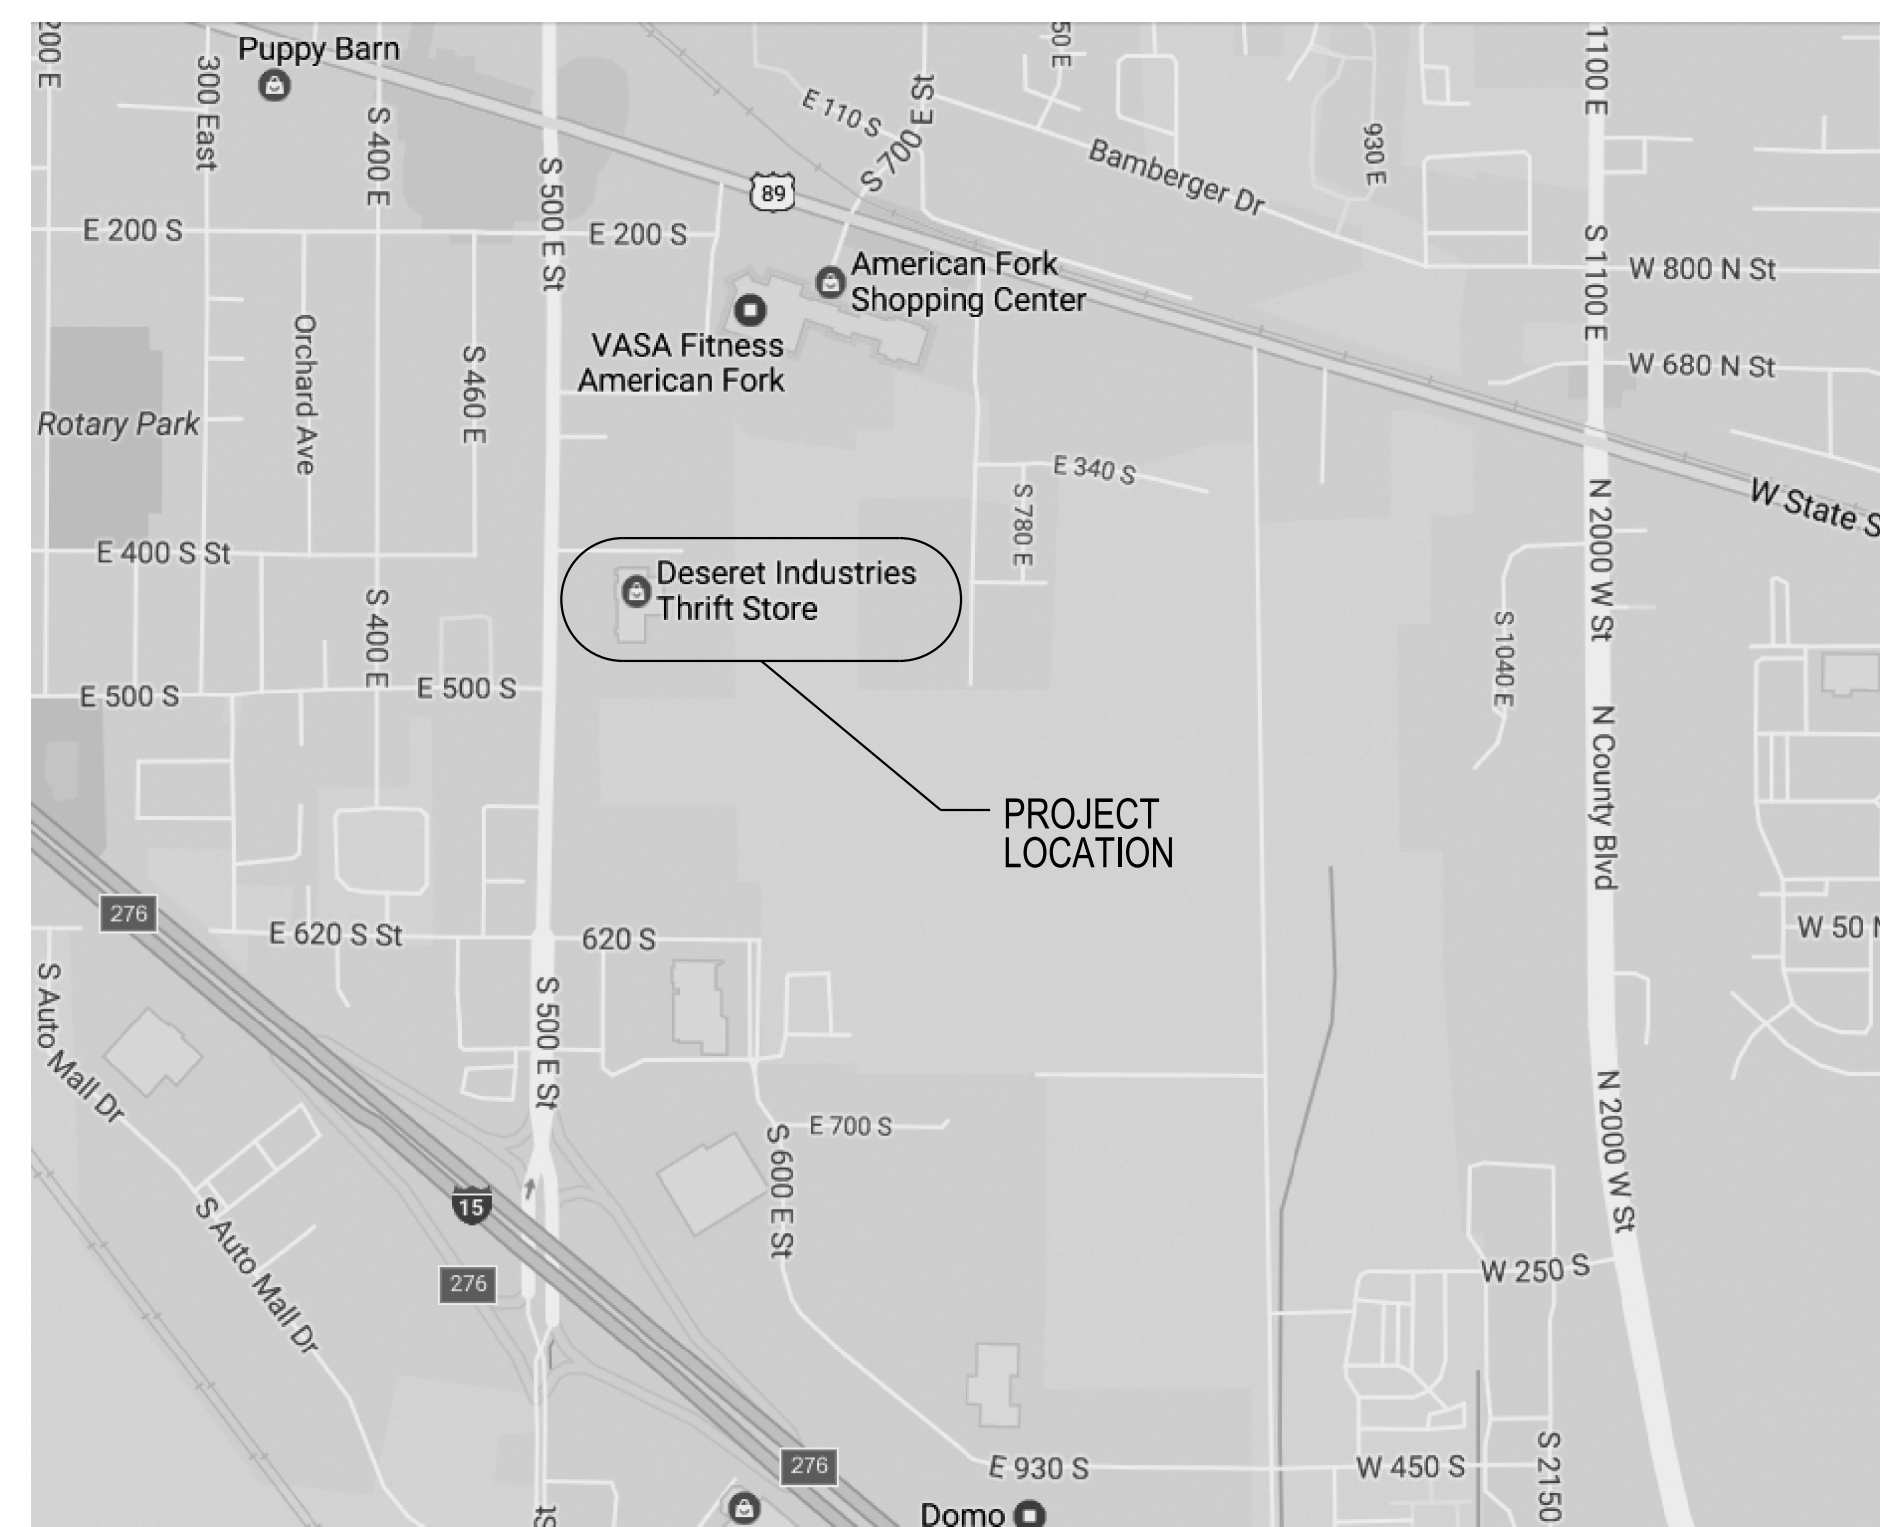 200 E
Puppy Barn
300 East
S 400 E
S 500 E St
E 110 S
S 700 E St
50 E
Bamberger Dr
930 E
1100 E
89
E 200 S
E 200 S
American Fork
Shopping Center
S 1100 E
W 800 N St
VASA Fitness
American Fork
Orchard Ave
S 460 E
W 680 N St
Rotary Park
E 340 S
S 780 E
N 2000 W St
W State S
E 400 S St
Deseret Industries
Thrift Store
S 400 E
S 1040 E
E 500 S
E 500 S
N County Blvd
PROJECT
LOCATION
276
E 620 S St
620 S
W 50 N
S Auto Mall Dr
S 500 E St
E 700 S
S 600 E St
N 2000 W St
15
S Auto Mall Dr
276
W 250 S
276
E 930 S
W 450 S
S 2150
Domo
St